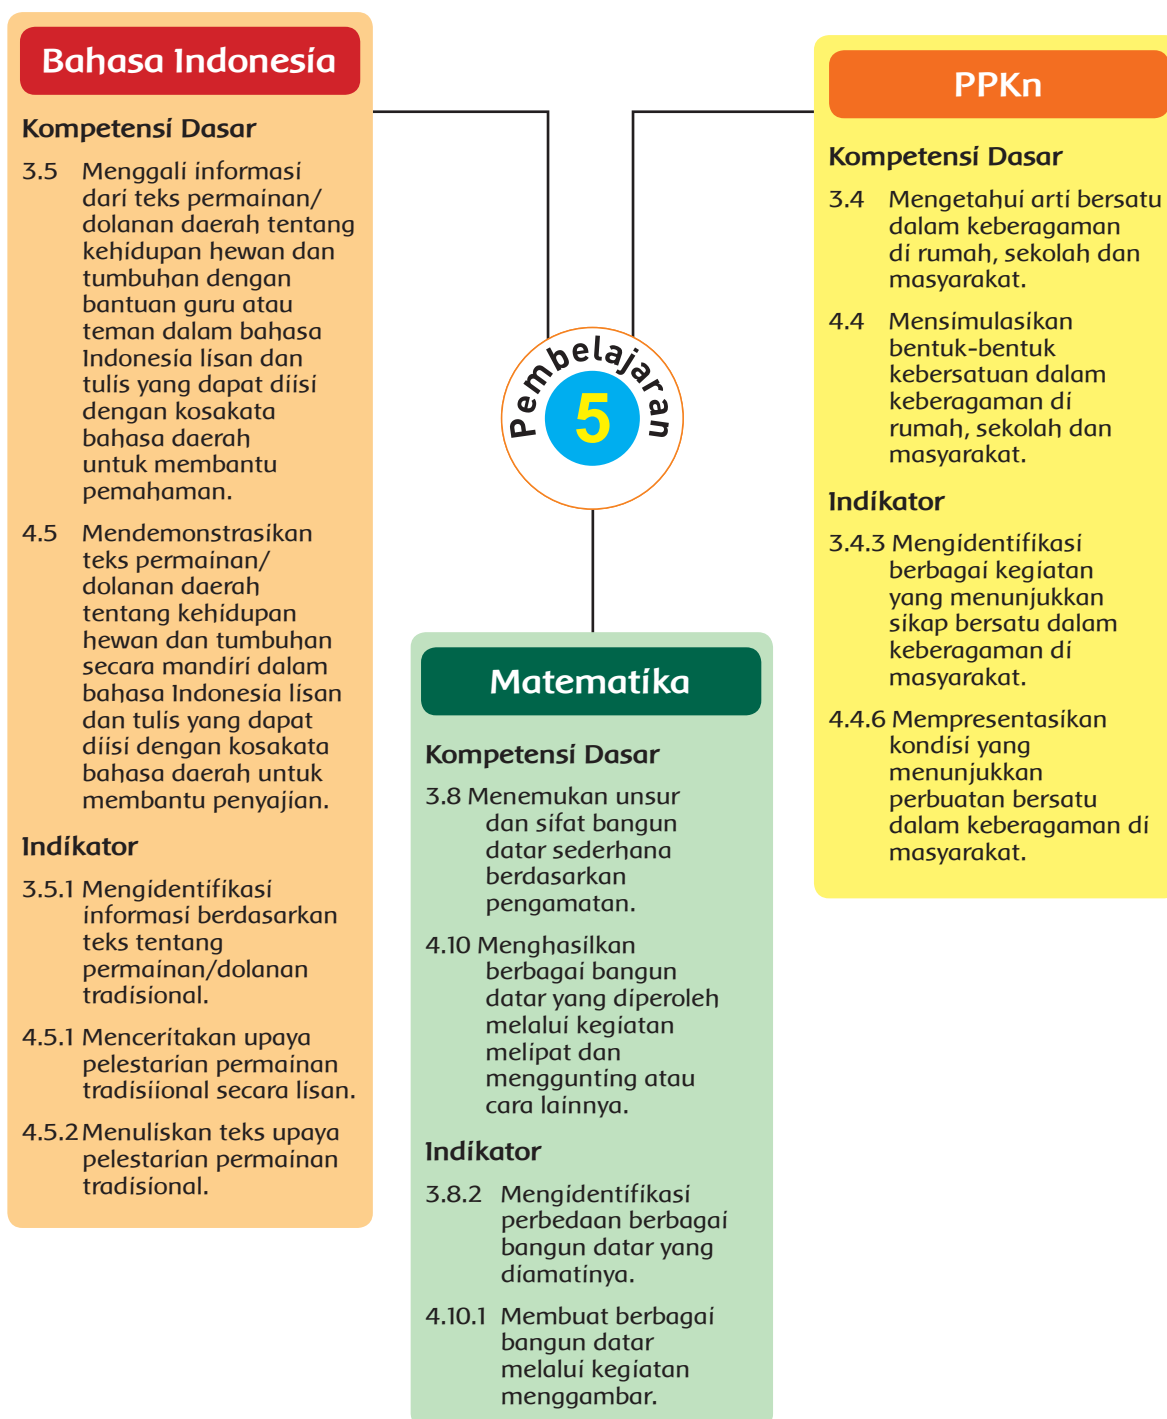 Bahasa Indonesia
Kompetensi Dasar
3.5 Menggali informasi
dari teks permainan/
dolanan daerah tentang
kehidupan hewan dan
tumbuhan dengan
bantuan guru atau
teman dalam bahasa
Indonesia lisan dan
tulis yang dapat diisi
dengan kosakata
bahasa daerah
untuk membantu
pemahaman.
4.5 Mendemonstrasikan
teks permainan/
dolanan daerah
tentang kehidupan
hewan dan tumbuhan
secara mandiri dalam
bahasa Indonesia lisan
dan tulis yang dapat
diisi dengan kosakata
bahasa daerah untuk
membantu penyajian.
Indikator
3.5.1 Mengidentifikasi
informasi berdasarkan
teks tentang
permainan/dolanan
tradisional.
4.5.1 Menceritakan upaya
pelestarian permainan
tradisiional secara lisan.
4.5.2 Menuliskan teks upaya
pelestarian permainan
tradisional.
Pembelajaran
5
Matematika
Kompetensi Dasar
3.8 Menemukan unsur
dan sifat bangun
datar sederhana
berdasarkan
pengamatan.
4.10 Menghasilkan
berbagai bangun
datar yang diperoleh
melalui kegiatan
melipat dan
menggunting atau
cara lainnya.
Indikator
3.8.2 Mengidentifikasi
perbedaan berbagai
bangun datar yang
diamatinya.
4.10.1 Membuat berbagai
bangun datar
melalui kegiatan
menggambar.
PPKn
Kompetensi Dasar
3.4 Mengetahui arti bersatu
dalam keberagaman
di rumah, sekolah dan
masyarakat.
4.4 Mensimulasikan
bentuk-bentuk
kebersatuan dalam
keberagaman di
rumah, sekolah dan
masyarakat.
Indikator
3.4.3 Mengidentifikasi
berbagai kegiatan
yang menunjukkan
sikap bersatu dalam
keberagaman di
masyarakat.
4.4.6 Mempresentasikan
kondisi yang
menunjukkan
perbuatan bersatu
dalam keberagaman di
masyarakat.